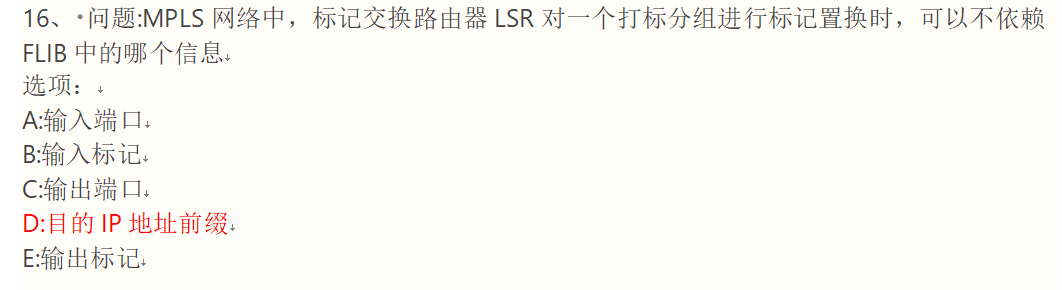 16、•问题:MPLS 网络中，标记交换路由器 LSR 对一个打标分组进行标记置换时，可以不依赖
FLIB 中的哪个信息↓
选项：↓
A:输入端口↓
B:输入标记↓
C:输出端口↓
D:目的 IP 地址前缀↓
E:输出标记↓